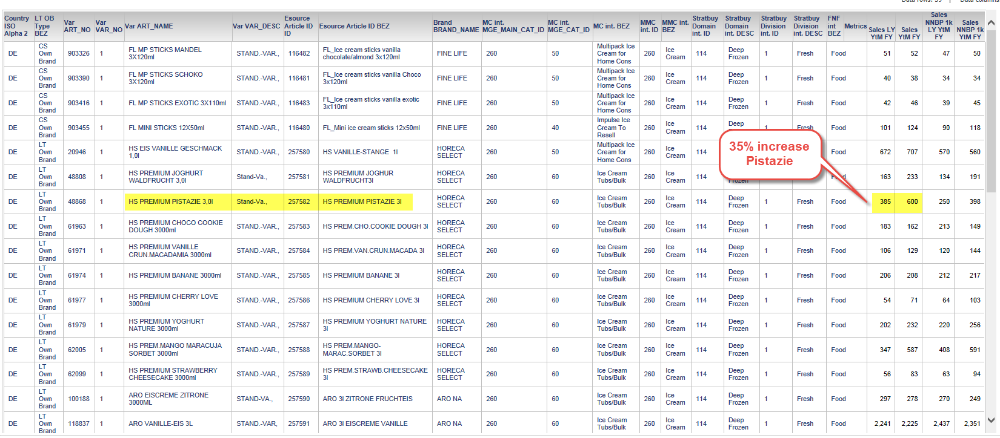 Data rows: 39 | Data columns
Country ISO Alpha 2 LT OB Type BEZ Var ART_NO Var VAR_NO Var ART_NAME Var VAR_DESC Esource Article ID ID Esource Article ID BEZ Brand BRAND_NAME MC int. MGE_MAIN_CAT_ID MC int. MGE_CAT_ID MC int. BEZ MMC int. ID MMC int. BEZ Stratbuy Domain int. ID Stratbuy Domain int. DESC Stratbuy Division int. ID Stratbuy Division int. DESC FNF int BEZ Metrics Sales LY YtM FY Sales YtM FY Sales NNBP 1k LY YtM FY Sales NNBP 1k YtM FY
DE CS Own Brand 903326 1 FL MP STICKS MANDEL 3X120ml STAND.-VAR., 116482 FL_Ice cream sticks vanilla chocolate/almond 3x120ml FINE LIFE 260 50 Multipack Ice Cream for Home Cons 260 Ice Cream 114 Deep Frozen 1 Fresh Food 51 52 47 50
DE CS Own Brand 903390 1 FL MP STICKS SCHOKO 3X120ml STAND.-VAR., 116481 FL_Ice cream sticks vanilla Choco 3x120ml FINE LIFE 260 50 Multipack Ice Cream for Home Cons 260 Ice Cream 114 Deep Frozen 1 Fresh Food 40 38 34 34
DE CS Own Brand 903416 1 FL MP STICKS EXOTIC 3X110ml STAND.-VAR., 116483 FL_Ice cream sticks vanilla exotic 3x110ml FINE LIFE 260 50 Multipack Ice Cream for Home Cons 260 Ice Cream 114 Deep Frozen 1 Fresh Food 42 46 39 45
DE CS Own Brand 903455 1 FL MINI STICKS 12X50ml STAND.-VAR., 116480 FL_Mini ice cream sticks 12x50ml FINE LIFE 260 40 Impulse Ice Cream To Resell 260 Ice Cream 114 Deep Fresh Food 101 124 90 118
35% increase
Pistazie
DE LT Own Brand 20946 1 HS EIS VANILLE GESCHMACK 1,0l STAND.-VAR., 257580 HS VANILLE-STANGE 1l HORECA SELECT 260 50 Multipack Ice Cream for Home Cons 260 Ice Cream 114 Food 672 707 570 560
DE LT Own Brand 48808 1 HS PREMIUM JOGHURT WALDFRUCHT 3,0l Stand-Va., 257581 HS PREMIUM JOGHUR WALDFRUCHT3l HORECA SELECT 260 60 Ice Cream Tubs/Bulk 260 Ice Cream 114 Frozen Food 163 233 134 191
DE LT Own Brand 48868 1 HS PREMIUM PISTAZIE 3,0l Stand-Va., 257582 HS PREMIUM PISTAZIE 3l HORECA SELECT 260 60 Ice Cream Tubs/Bulk 260 Ice Cream 114 Deep Frozen 1 Fresh Food 385 600 250 398
DE LT Own Brand 61963 1 HS PREMIUM CHOCO COOKIE DOUGH 3000ml STAND.-VAR., 257583 HS PREM.CHO.COOKIE DOUGH 3l HORECA SELECT 260 60 Ice Cream Tubs/Bulk 260 Ice Cream 114 Deep Frozen 1 Fresh Food 183 162 213 149
DE LT Own Brand 61971 1 HS PREMIUM VANILLE CRUN.MACADAMIA 3000ml STAND.-VAR., 257584 HS PREM.VAN.CRUN.MACADA 3l HORECA SELECT 260 60 Ice Cream Tubs/Bulk 260 Ice Cream 114 Deep Frozen 1 Fresh Food 106 129 120 144
DE LT Own Brand 61974 1 HS PREMIUM BANANE 3000ml STAND.-VAR., 257585 HS PREMIUM BANANE 3l HORECA SELECT 260 60 Ice Cream Tubs/Bulk 260 Ice Cream 114 Deep Frozen 1 Fresh Food 206 208 212 217
DE LT Own Brand 61977 1 HS PREMIUM CHERRY LOVE 3000ml STAND.-VAR., 257586 HS PREMIUM CHERRY LOVE 3l HORECA SELECT 260 60 Ice Cream Tubs/Bulk 260 Ice Cream 114 Deep Frozen 1 Fresh Food 54 71 64 103
DE LT Own Brand 61979 1 HS PREMIUM YOGHURT NATURE 3000ml STAND.-VAR., 257587 HS PREMIUM YOGHURT NATURE 3l HORECA SELECT 260 60 Ice Cream Tubs/Bulk 260 Ice Cream 114 Deep Frozen 1 Fresh Food 202 232 220 256
DE LT Own Brand 62005 1 HS PREM.MANGO MARACUJA SORBET 3000ml STAND.-VAR., 257588 HS PREM.MANGO-MARAC.SORBET 3l HORECA SELECT 260 60 Ice Cream Tubs/Bulk 260 Ice Cream 114 Deep Frozen 1 Fresh Food 347 587 408 591
DE LT Own Brand 62099 1 HS PREMIUM STRAWBERRY CHEESECAKE 3000ml STAND.-VAR., 257589 HS PREM.STRAWB.CHEESECAKE 3l HORECA SELECT 260 60 Ice Cream Tubs/Bulk 260 Ice Cream 114 Deep Frozen 1 Fresh Food 56 83 63 94
DE LT Own Brand 100188 1 ARO EISCREME ZITRONE 3000ML STAND-VA., 257590 ARO 3l ZITRONE FRUCHTEIS ARO NA 260 60 Ice Cream Tubs/Bulk 260 Ice Cream 114 Deep Frozen 1 Fresh Food 297 278 270 249
DE LT Own Brand 118837 1 ARO VANILLE-EIS 3L STAND-VAR, 257591 ARO 3l EISCREME VANILLE ARO NA 260 60 Ice Cream Tubs/Bulk 260 Ice Cream 114 Deep Frozen 1 Fresh Food 2,241 2,225 2,437 2,351